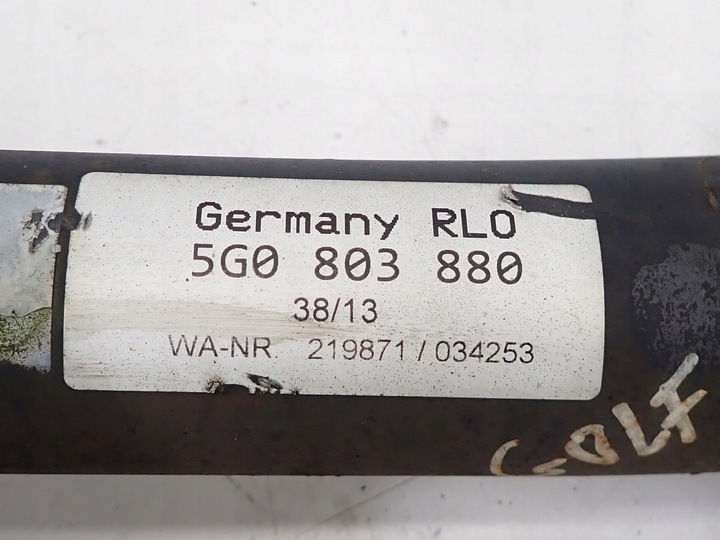 Germany RLO
5G0 803 880
38/13
WA-NR. 219871 / 034253
GOLF